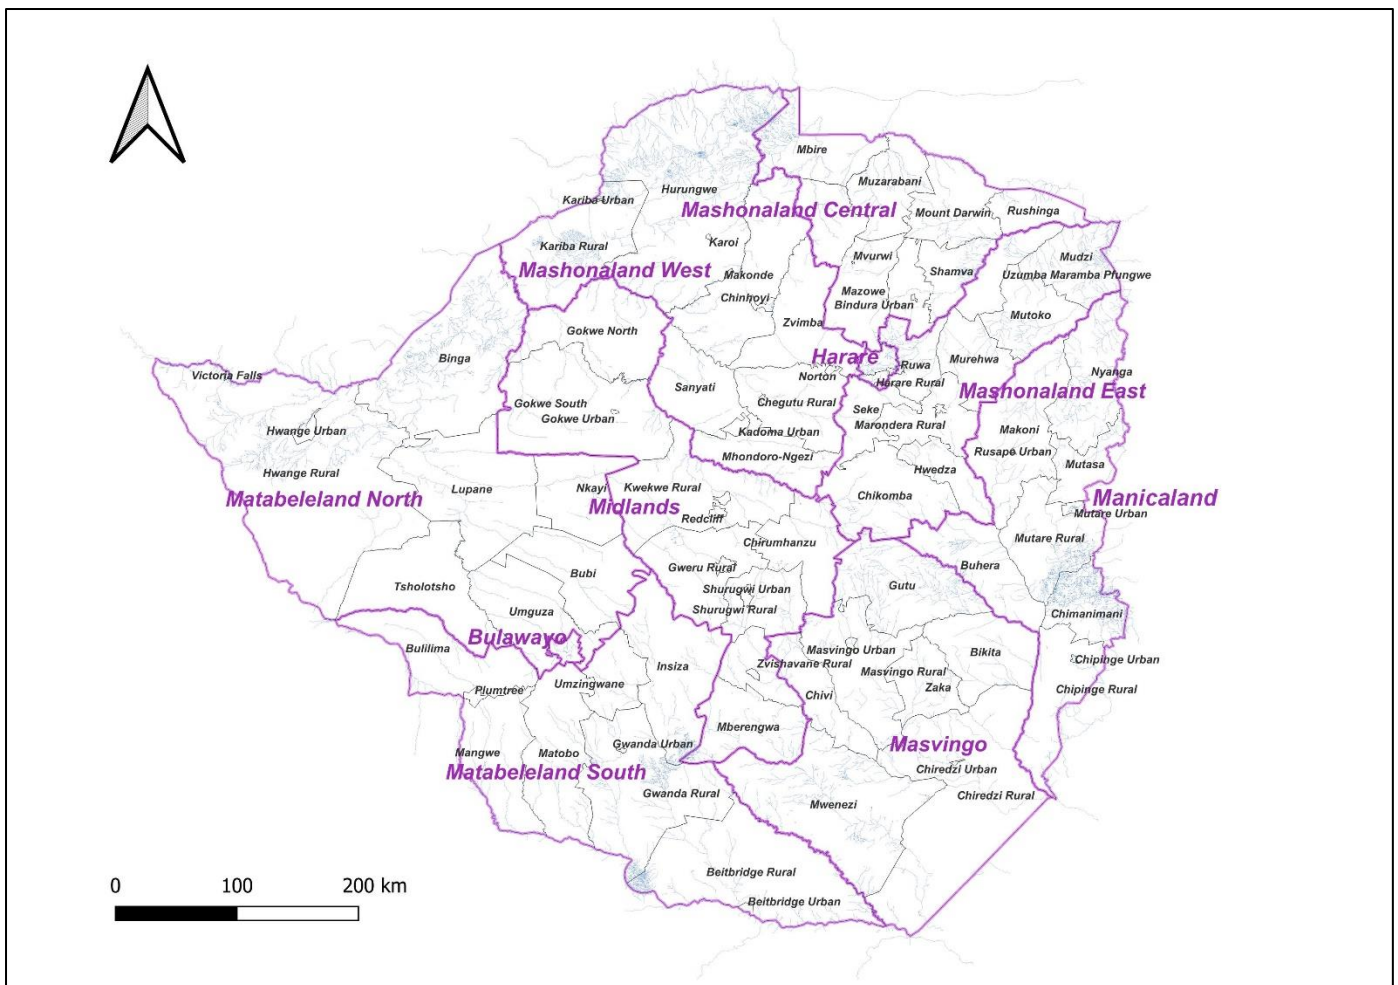 Mbire
Muzarabani
Hurungwe
Kariba Urban
Mashonaland Central
Mount Darwin
Rushinga
Karoi
Kariba Rural
Mvurwi
Mudzi
Mashonaland West
Makonde
Shamva
Uzumba Maramba Pfungwe
Chinhoyi
Mazowe
Bindura Urban
Mutoko
Zvimba
Gokwe North
Binga
Harare
Ruwa
Murehwa
Victoria Falls
Norton
Harare Rural
Nyanga
Sanyati
Mashonaland East
Gokwe South
Chegutu Rural
Seke
Gokwe Urban
Marondera Rural
Makoni
Hwange Urban
Kadoma Urban
Rusape Urban
Mhondoro-Ngezi
Mutasa
Hwange Rural
Hwedza
Lupane
Nkayi
Kwekwe Rural
Chikomba
Matabeleland North
Midlands
Manicaland
Redcliff
Mutare Urban
Chirumhanzu
Mutare Rural
Gweru Rural
Buhera
Bubi
Tsholotsho
Shurugwi Urban
Gutu
Umguza
Shurugwi Rural
Chimanimani
Bulawayo
Bulilima
Masvingo Urban
Bikita
Insiza
Zvishavane Rural
Masvingo Rural
Chipinge Urban
Plumtree
Umzingwane
Zaka
Chipinge Rural
Chivi
Mberengwa
Gwanda Urban
Masvingo
Mangwe
Matobo
Matabeleland South
Chiredzi Urban
Gwanda Rural
Chiredzi Rural
Mwenezi
Beitbridge Rural
Beitbridge Urban
0 100 200 km